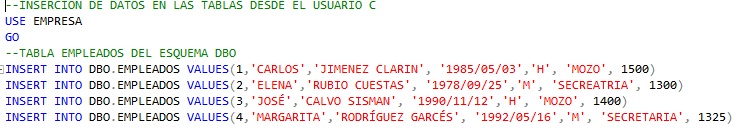 --INSERCION DE DATOS EN LAS TABLAS DESDE EL USUARIO C
USE EMPRESA
GO
--TABLA EMPLEADOS DEL ESQUEMA DBO
INSERT INTO DBO.EMPLEADOS VALUES(1,'CARLOS','JIMENEZ CLARIN', '1985/05/03','H', 'MOZO', 1500)
INSERT INTO DBO.EMPLEADOS VALUES(2,'ELENA','RUBIO CUESTAS', '1978/09/25','M', 'SECREATRIA', 1300)
INSERT INTO DBO.EMPLEADOS VALUES(3,'JOSÉ','CALVO SISMAN', '1990/11/12','H', 'MOZO', 1400)
INSERT INTO DBO.EMPLEADOS VALUES(4,'MARGARITA','RODRÍGUEZ GARCÉS', '1992/05/16','M', 'SECRETARIA', 1325)